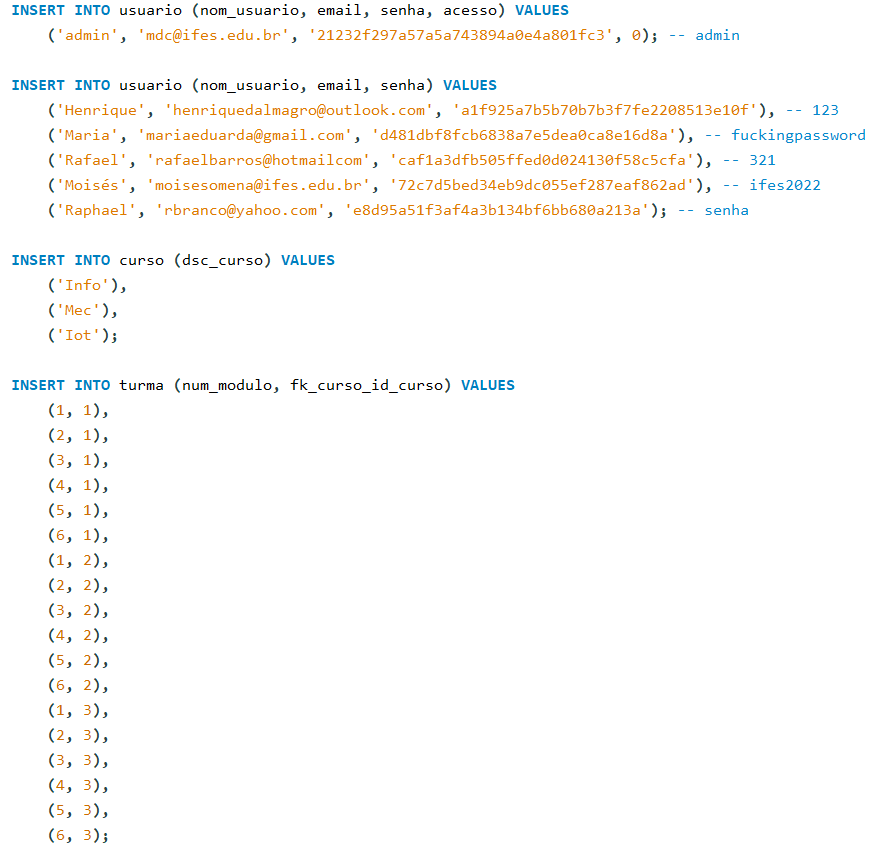 INSERT INTO usuario (nom_usuario, email, senha, acesso) VALUES
('admin', 'mdc@ifes.edu.br', '21232f297a57a5a743894a0e4a801fc3', 0); -- admin
INSERT INTO usuario (nom_usuario, email, senha) VALUES
('Henrique', 'henriquedalmagro@outlook.com', 'a1f925a7b5b70b7b3f7fe2208513e10f'), -- 123
('Maria', 'mariaeduarda@gmail.com', 'd481dbf8fcb6838a7e5dea0ca8e16d8a'), -- fuckingpassword
('Rafael', 'rafaelbarros@hotmailcom', 'caf1a3dfb505ffed0d024130f58c5cfa'), -- 321
('Moisés', 'moisesomena@ifes.edu.br', '72c7d5bed34eb9dc055ef287eaf862ad'), -- ifes2022
('Raphael', 'rbranco@yahoo.com', 'e8d95a51f3af4a3b134bf6bb680a213a'); -- senha
INSERT INTO curso (dsc_curso) VALUES
('Info'),
('Mec'),
('Iot');
INSERT INTO turma (num_modulo, fk_curso_id_curso) VALUES
(1, 1),
(2, 1),
(3, 1),
(4, 1),
(5, 1),
(6, 1),
(1, 2),
(2, 2),
(3, 2),
(4, 2),
(5, 2),
(6, 2),
(1, 3),
(2, 3),
(3, 3),
(4, 3),
(5, 3),
(6, 3);